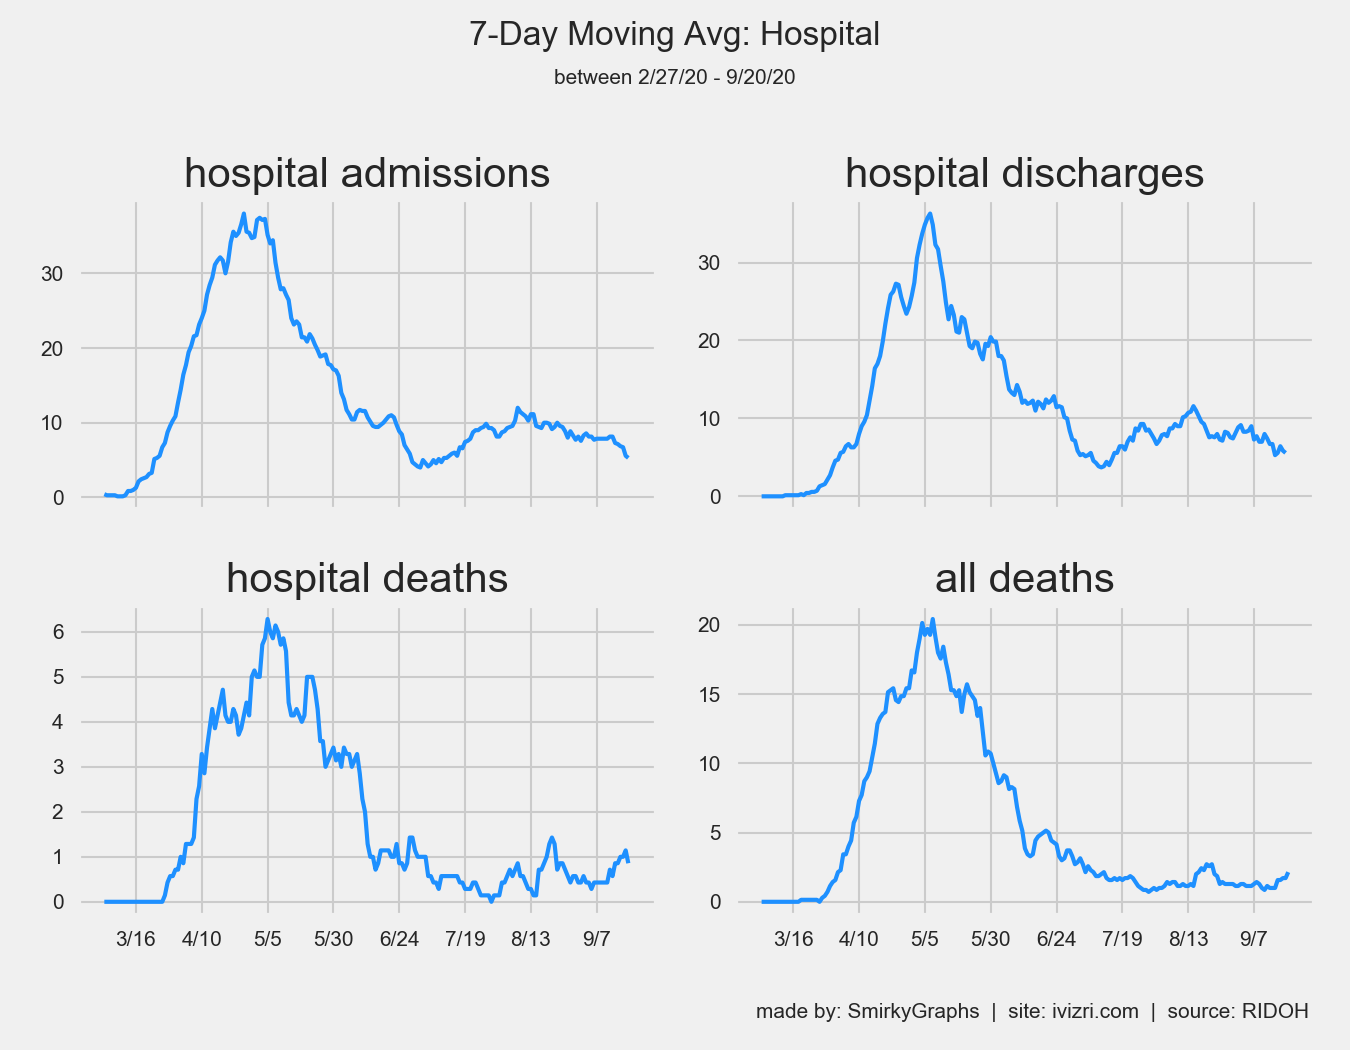 7-Day Moving Avg: Hospital
between 2/27/20 - 9/20/20
hospital admissions
hospital discharges
30
20
10
0
30
20
10
0
hospital deaths
all deaths
6
5
4
3
2
1
0
20
15
10
5
0
3/16 4/10 5/5 5/30 6/24 7/19 8/13 9/7
3/16 4/10 5/5 5/30 6/24 7/19 8/13 9/7
made by: SmirkyGraphs | site: ivizri.com | source: RIDOH